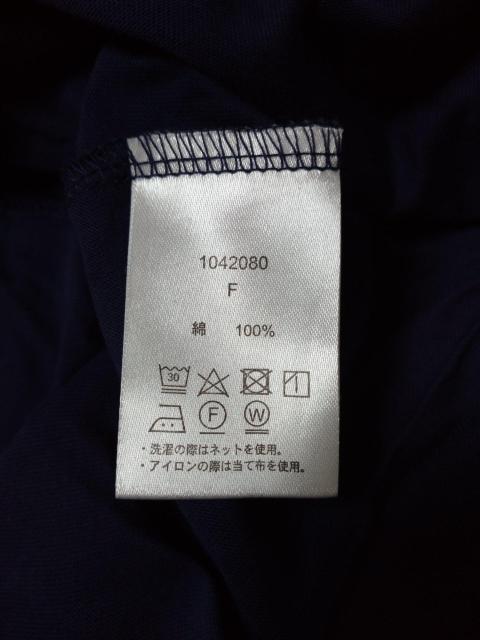 1042080
F
綿 100%
30
F W
・洗濯の際はネットを使用。
・アイロンの際は当て布を使用。